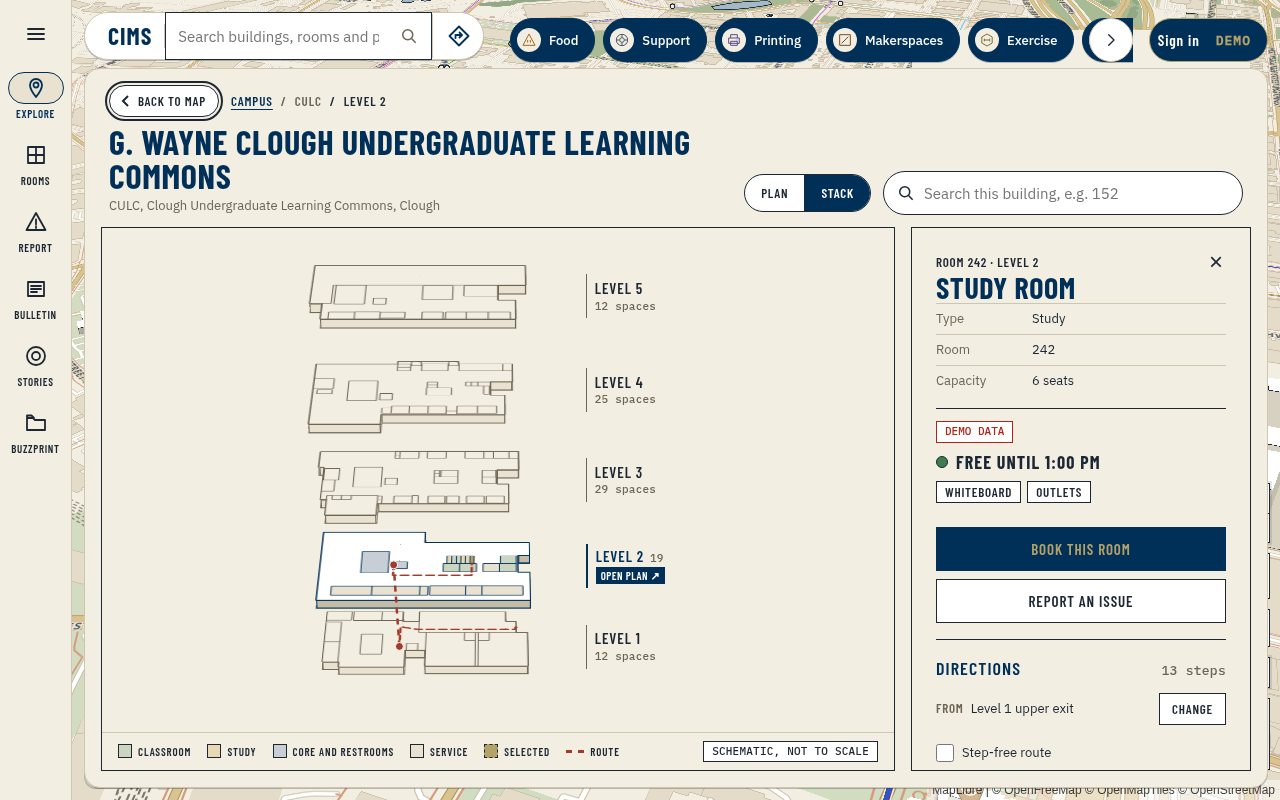 CIMS
Search buildings, rooms and p
Food
Support
Printing
Makerspaces
Exercise
Sign in DEMO
EXPLORE
ROOMS
REPORT
BULLETIN
STORIES
BUZZPRINT
BACK TO MAP
CAMPUS / CULC / LEVEL 2
G. WAYNE CLOUGH UNDERGRADUATE LEARNING
COMMONS
CULC, Clough Undergraduate Learning Commons, Clough
PLAN
STACK
Search this building, e.g. 152
LEVEL 5
12 spaces
LEVEL 4
25 spaces
LEVEL 3
29 spaces
LEVEL 2 19
OPEN PLAN ↗
LEVEL 1
12 spaces
CLASSROOM
STUDY
CORE AND RESTROOMS
SERVICE
SELECTED
ROUTE
SCHEMATIC, NOT TO SCALE
ROOM 242 · LEVEL 2
STUDY ROOM
Type Study
Room 242
Capacity 6 seats
DEMO DATA
FREE UNTIL 1:00 PM
WHITEBOARD
OUTLETS
BOOK THIS ROOM
REPORT AN ISSUE
DIRECTIONS 13 steps
FROM Level 1 upper exit
CHANGE
Step-free route
MapLibre | © OpenFreeMap © OpenMapTiles © OpenStreetMap